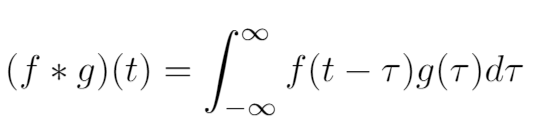 (f ∗ g)(t) = ∫_{−∞}^{∞} f(t − τ)g(τ)dτ